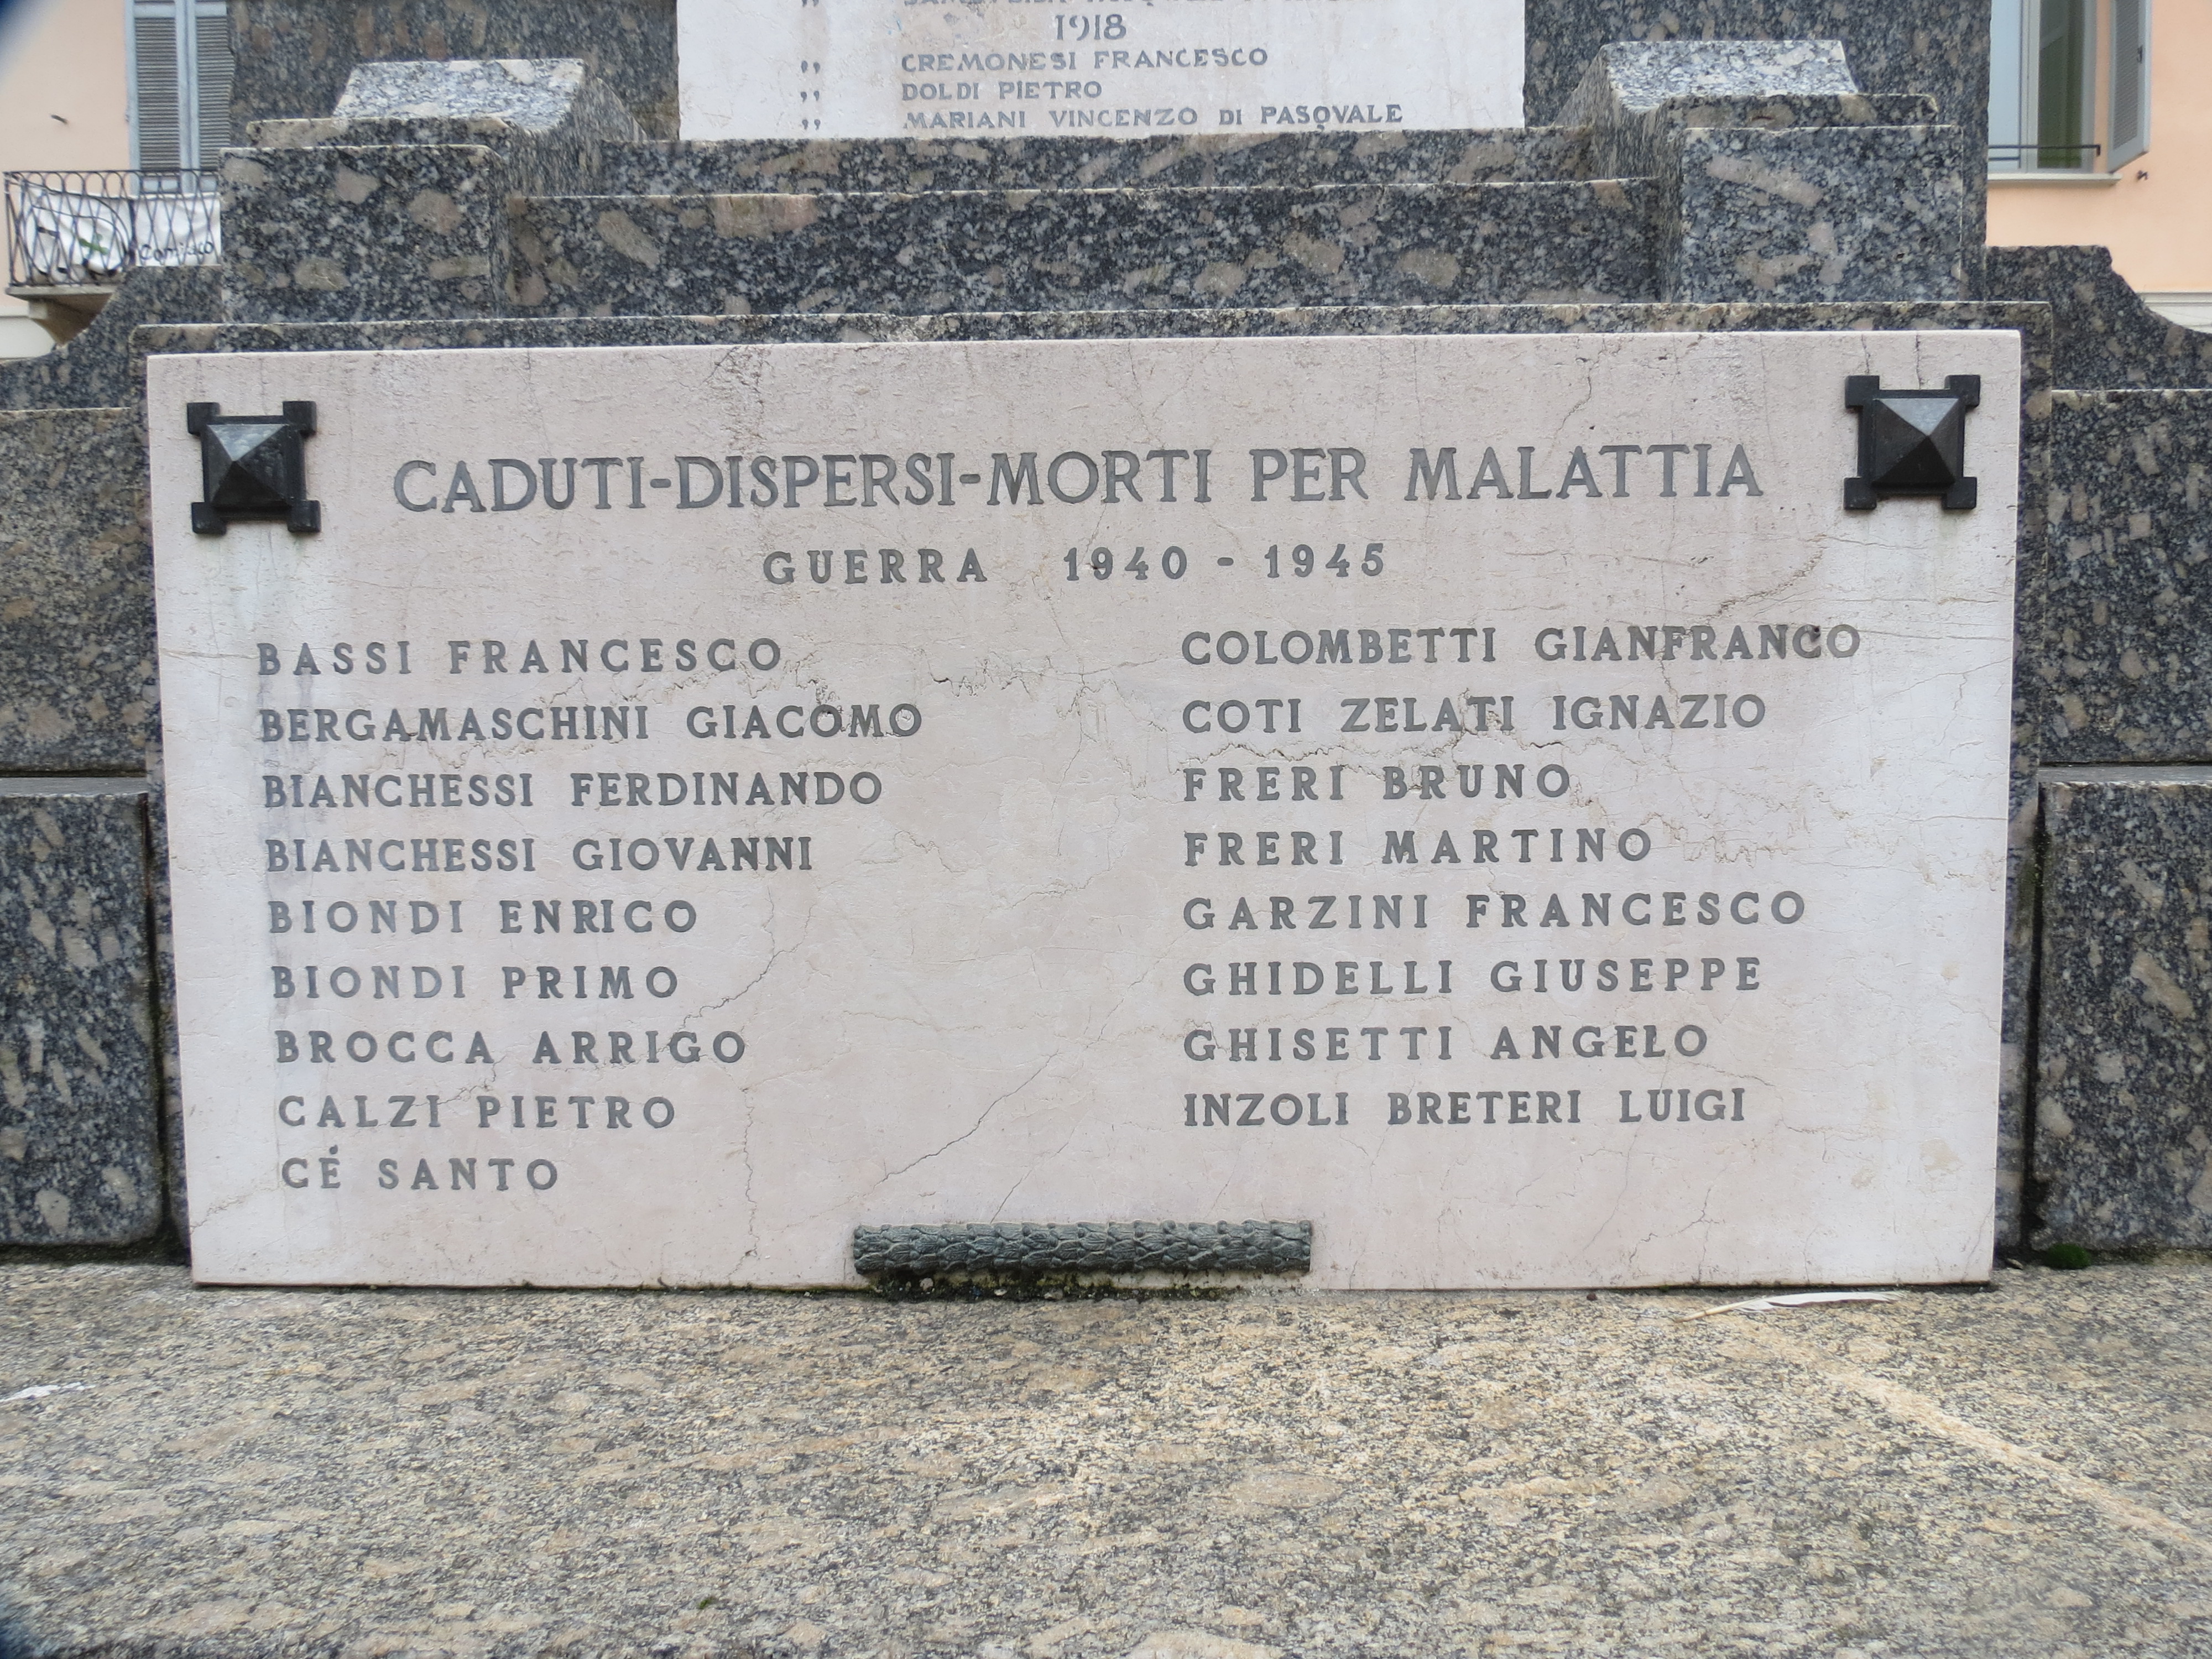 1918
,, CREMONESI FRANCESCO
,, DOLDI PIETRO
,, MARIANI VINCENZO DI PASQVALE
CADUTI-DISPERSI-MORTI PER MALATTIA
GUERRA 1940 - 1945
BASSI FRANCESCO
BERGAMASCHINI GIACOMO
BIANCHESSI FERDINANDO
BIANCHESSI GIOVANNI
BIONDI ENRICO
BIONDI PRIMO
BROCCA ARRIGO
CALZI PIETRO
CÉ SANTO
COLOMBETTI GIANFRANCO
COTI ZELATI IGNAZIO
FRERI BRUNO
FRERI MARTINO
GARZINI FRANCESCO
GHIDELLI GIUSEPPE
GHISETTI ANGELO
INZOLI BRETERI LUIGI